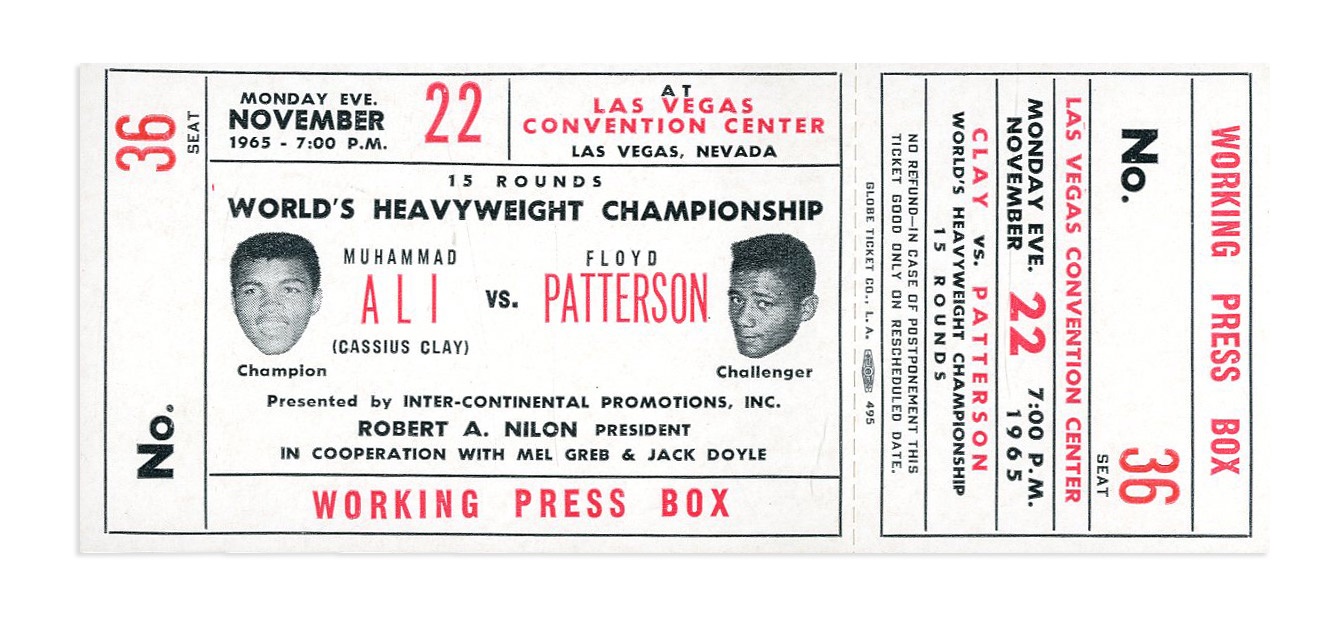 36
SEAT
No.
MONDAY EVE.
NOVEMBER
1965 - 7:00 P.M.
22
AT
LAS VEGAS
CONVENTION CENTER
LAS VEGAS, NEVADA
15 ROUNDS
WORLD'S HEAVYWEIGHT CHAMPIONSHIP
MUHAMMAD
ALI
(CASSIUS CLAY)
vs.
FLOYD
PATTERSON
Champion
Challenger
Presented by INTER-CONTINENTAL PROMOTIONS, INC.
ROBERT A. NILON PRESIDENT
IN COOPERATION WITH MEL GREB & JACK DOYLE
WORKING PRESS BOX
WORKING PRESS BOX
No.
36
SEAT
LAS VEGAS CONVENTION CENTER
MONDAY EVE.
NOVEMBER
22
7:00 P.M.
1965
CLAY vs. PATTERSON
WORLD'S HEAVYWEIGHT CHAMPIONSHIP
15 ROUNDS
NO REFUND—IN CASE OF POSTPONEMENT THIS
TICKET GOOD ONLY ON RESCHEDULED DATE.
GLOBE TICKET CO., L. A. 495